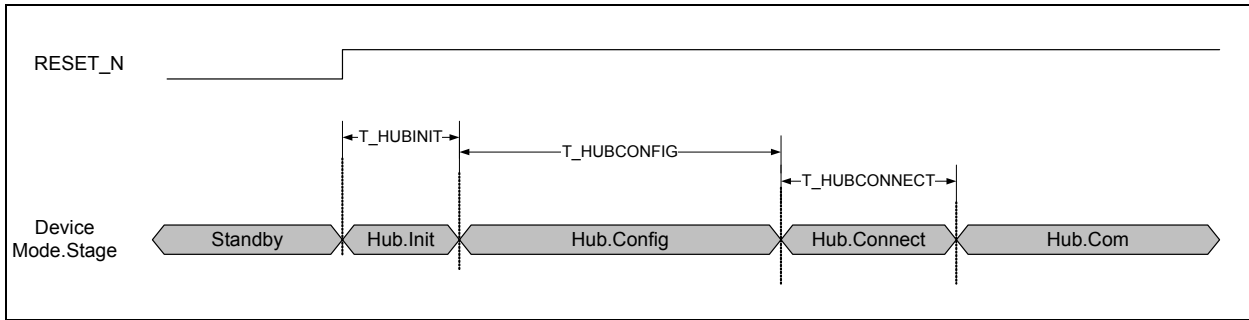 RESET_N
T_HUBINIT
T_HUBCONFIG
T_HUBCONNECT
Device
Mode.Stage
Standby
Hub.Init
Hub.Config
Hub.Connect
Hub.Com